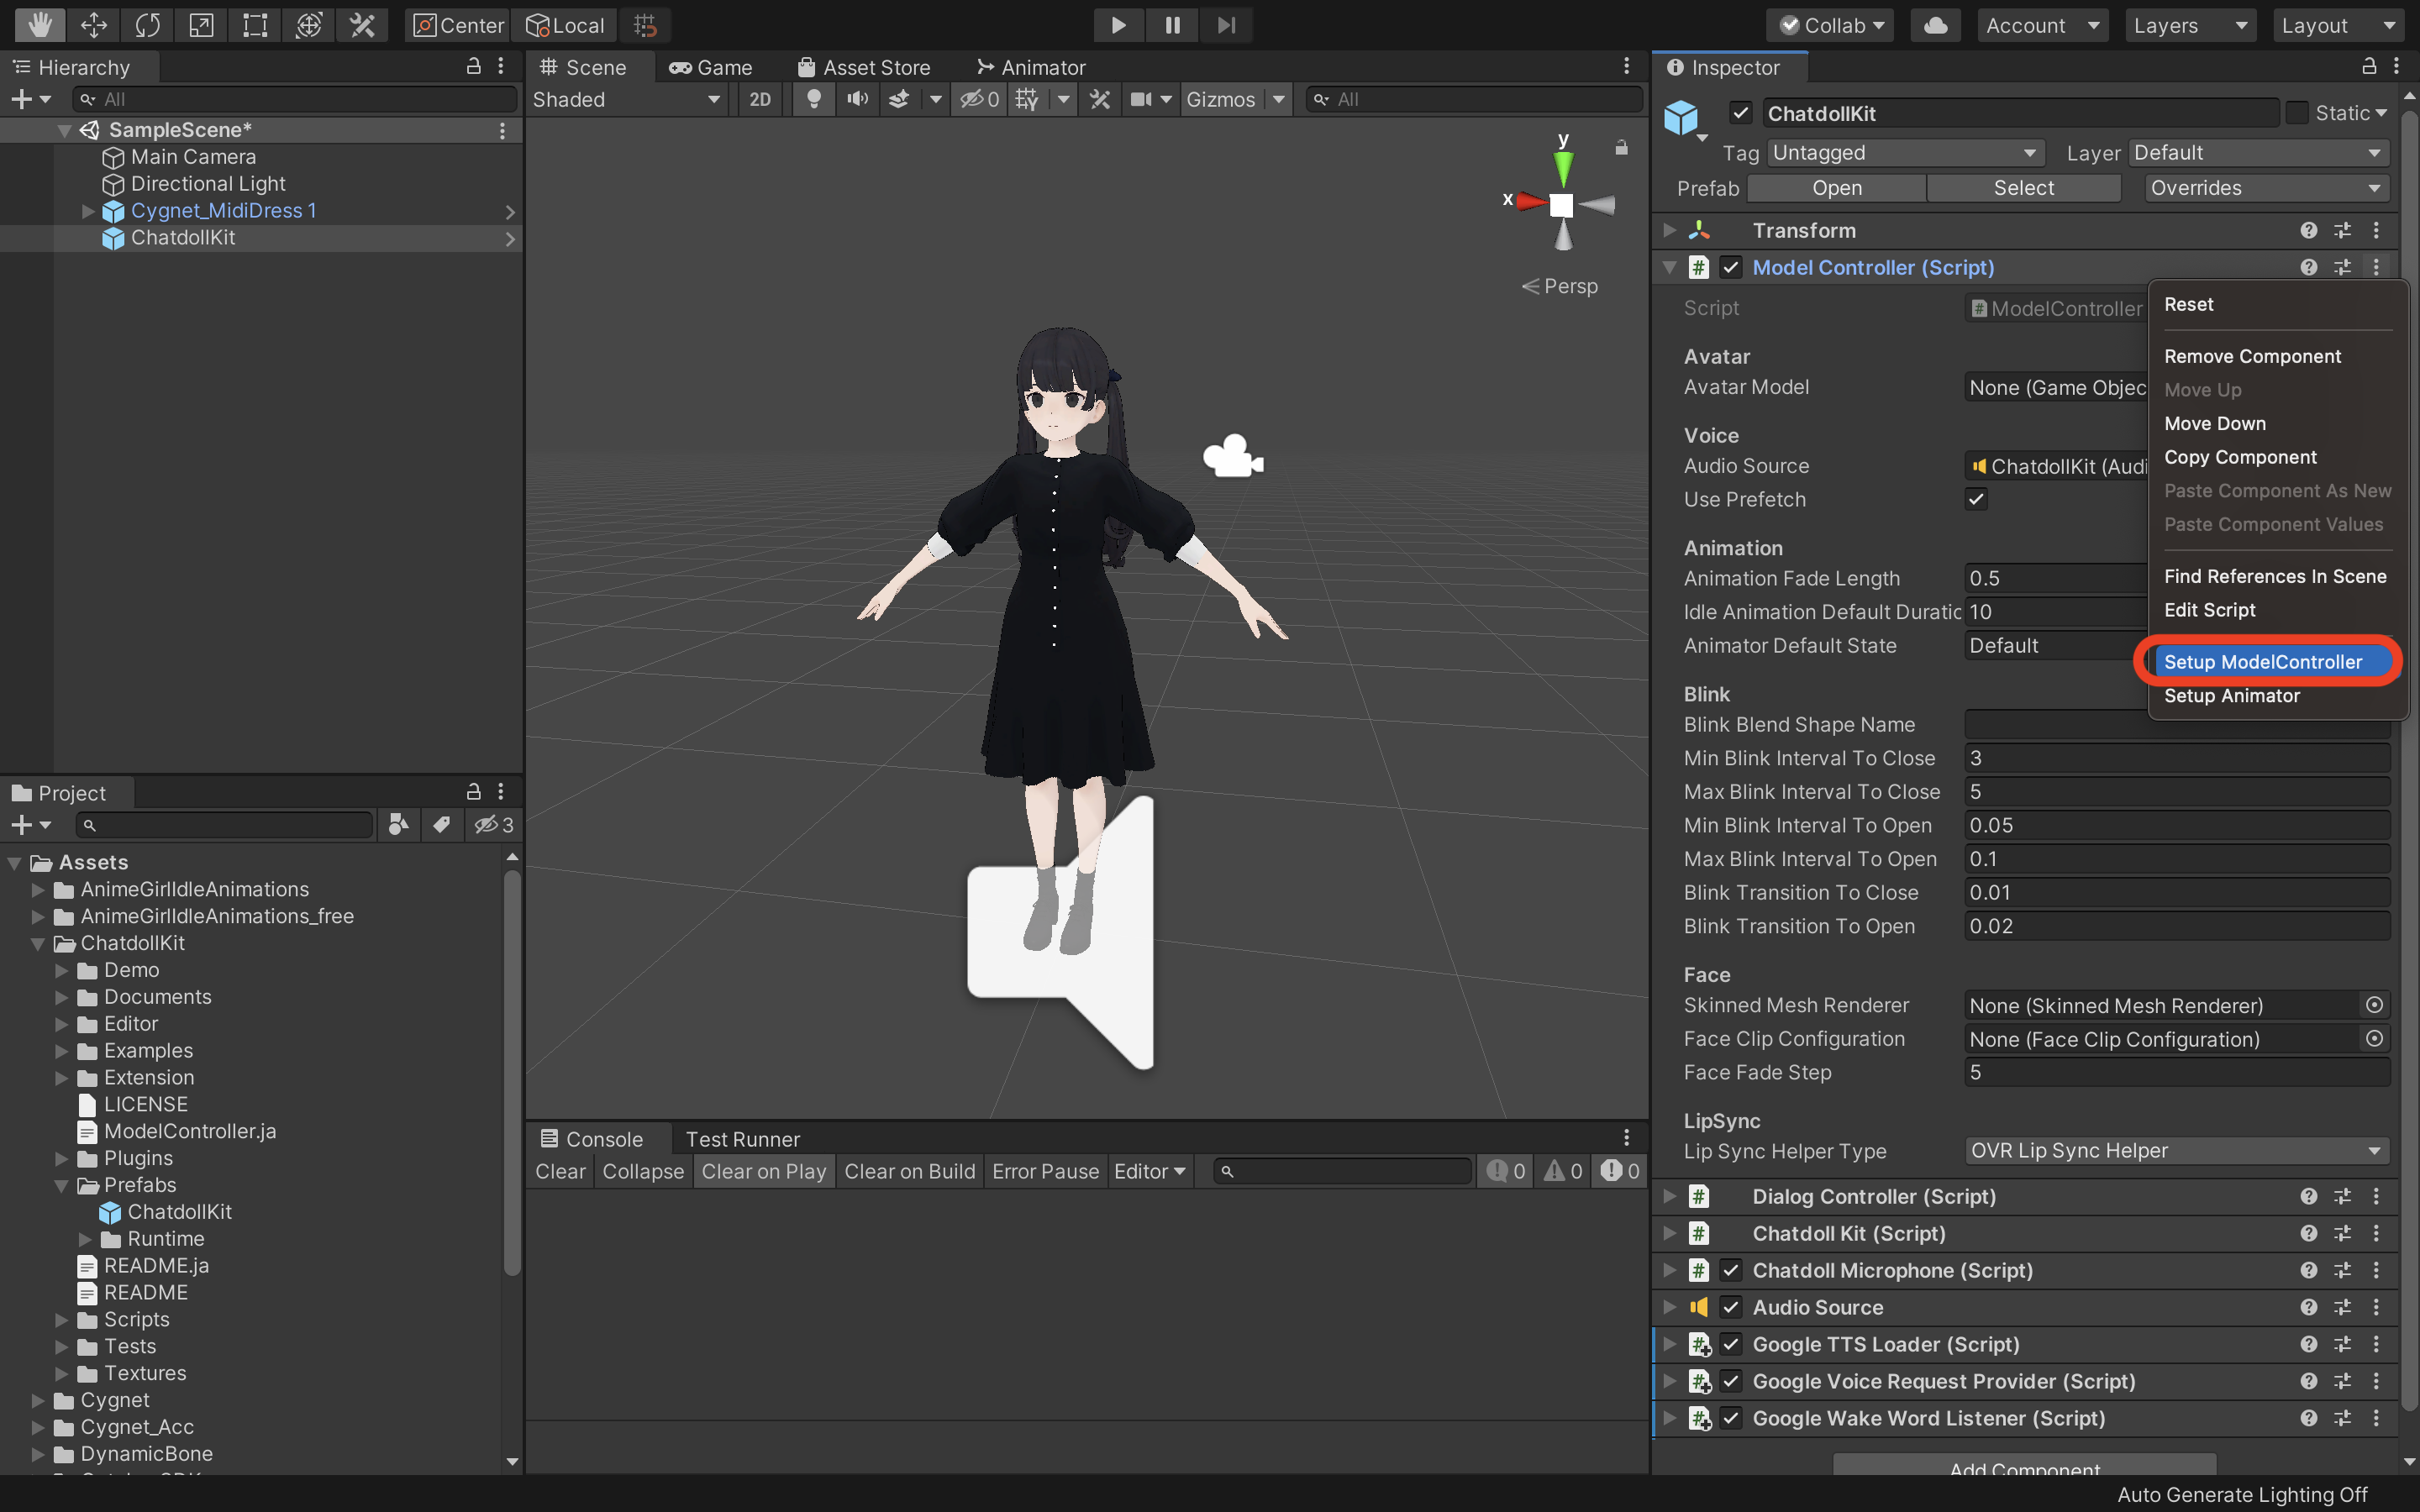 Center
Local
Collab
Account
Layers
Layout
Hierarchy
All
SampleScene*
Main Camera
Directional Light
Cygnet_MidiDress 1
ChatdollKit
Scene
Game
Asset Store
Animator
Shaded
2D
0
Gizmos
All
y
x
Persp
Inspector
ChatdollKit
Static
Tag
Untagged
Layer
Default
Prefab
Open
Select
Overrides
Transform
Model Controller (Script)
Script
ModelController
Avatar
Avatar Model
None (Game Objec
Voice
Audio Source
ChatdollKit (Audi
Use Prefetch
Animation
Animation Fade Length
0.5
Idle Animation Default Duratic
10
Animator Default State
Default
Blink
Blink Blend Shape Name
Min Blink Interval To Close
3
Max Blink Interval To Close
5
Min Blink Interval To Open
0.05
Max Blink Interval To Open
0.1
Blink Transition To Close
0.01
Blink Transition To Open
0.02
Face
Skinned Mesh Renderer
None (Skinned Mesh Renderer)
Face Clip Configuration
None (Face Clip Configuration)
Face Fade Step
5
LipSync
Lip Sync Helper Type
OVR Lip Sync Helper
Dialog Controller (Script)
Chatdoll Kit (Script)
Chatdoll Microphone (Script)
Audio Source
Google TTS Loader (Script)
Google Voice Request Provider (Script)
Google Wake Word Listener (Script)
Add Component
Reset
Remove Component
Move Up
Move Down
Copy Component
Paste Component As New
Paste Component Values
Find References In Scene
Edit Script
Setup ModelController
Setup Animator
Project
3
Assets
AnimeGirlIdleAnimations
AnimeGirlIdleAnimations_free
ChatdollKit
Demo
Documents
Editor
Examples
Extension
LICENSE
ModelController.ja
Plugins
Prefabs
ChatdollKit
Runtime
README.ja
README
Scripts
Tests
Textures
Cygnet
Cygnet_Acc
DynamicBone
Console
Test Runner
Clear
Collapse
Clear on Play
Clear on Build
Error Pause
Editor
0
0
0
Auto Generate Lighting Off